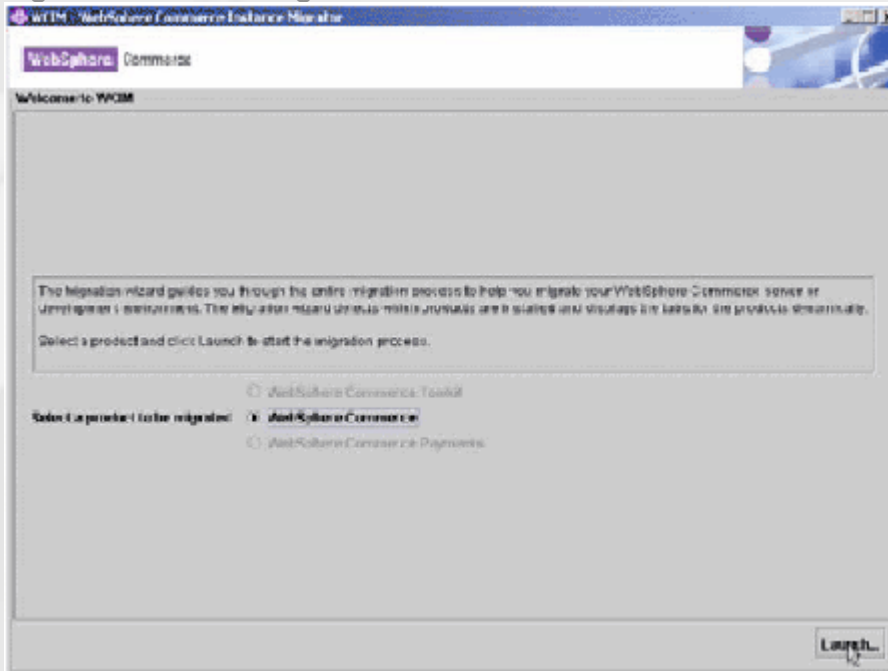 WCIM - WebSphere Commerce Instance Migrator
WebSphere Commerce
Welcome to WCIM
The Migration wizard guides you through the entire migration process to help you migrate your WebSphere Commerce server or
development environment. The Migration wizard detects which products are installed and displays the tabs for the products dynamically.
Select a product and click Launch to start the migration process.
WebSphere Commerce Toolkit
Select a product to be migrated WebSphere Commerce
WebSphere Commerce Payments
Launch...